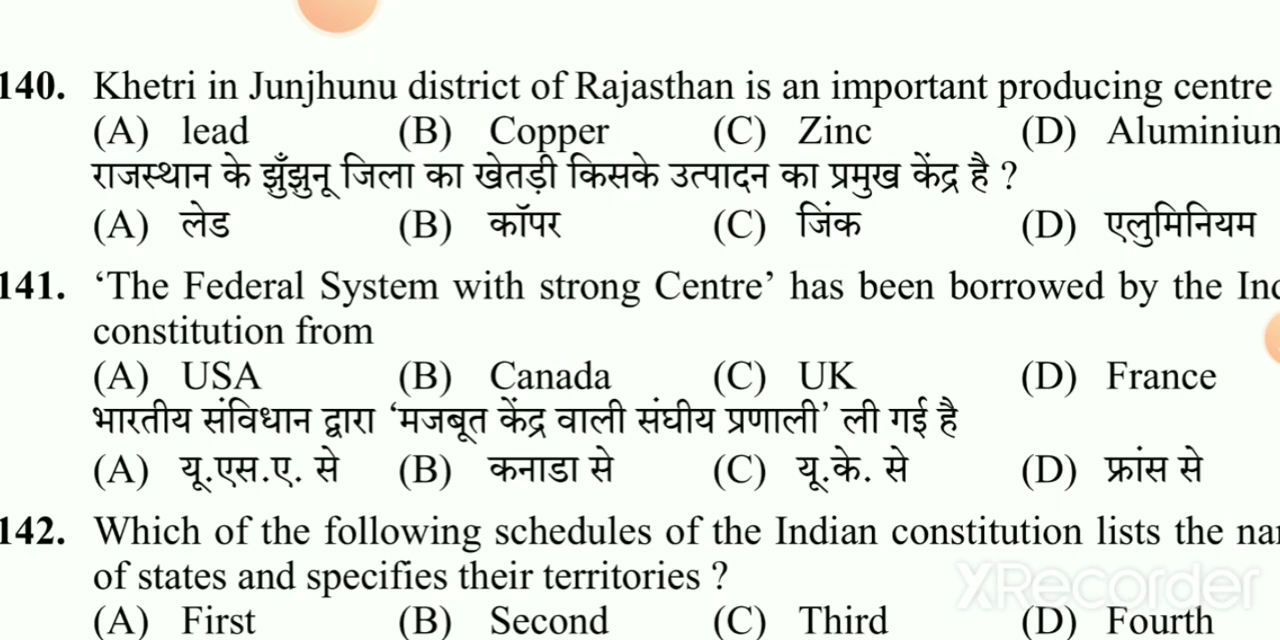 140. Khetri in Junjhunu district of Rajasthan is an important producing centre
(A) lead (B) Copper (C) Zinc (D) Aluminiun
राजस्थान के झुँझुनू जिला का खेतड़ी किसके उत्पादन का प्रमुख केंद्र है ?
(A) लेड (B) कॉपर (C) जिंक (D) एलुमिनियम
141. ‘The Federal System with strong Centre’ has been borrowed by the Ind
constitution from
(A) USA (B) Canada (C) UK (D) France
भारतीय संविधान द्वारा ‘मजबूत केंद्र वाली संघीय प्रणाली’ ली गई है
(A) यू.एस.ए. से (B) कनाडा से (C) यू.के. से (D) फ्रांस से
142. Which of the following schedules of the Indian constitution lists the nar
of states and specifies their territories ?
XRecorder
(A) First (B) Second (C) Third (D) Fourth